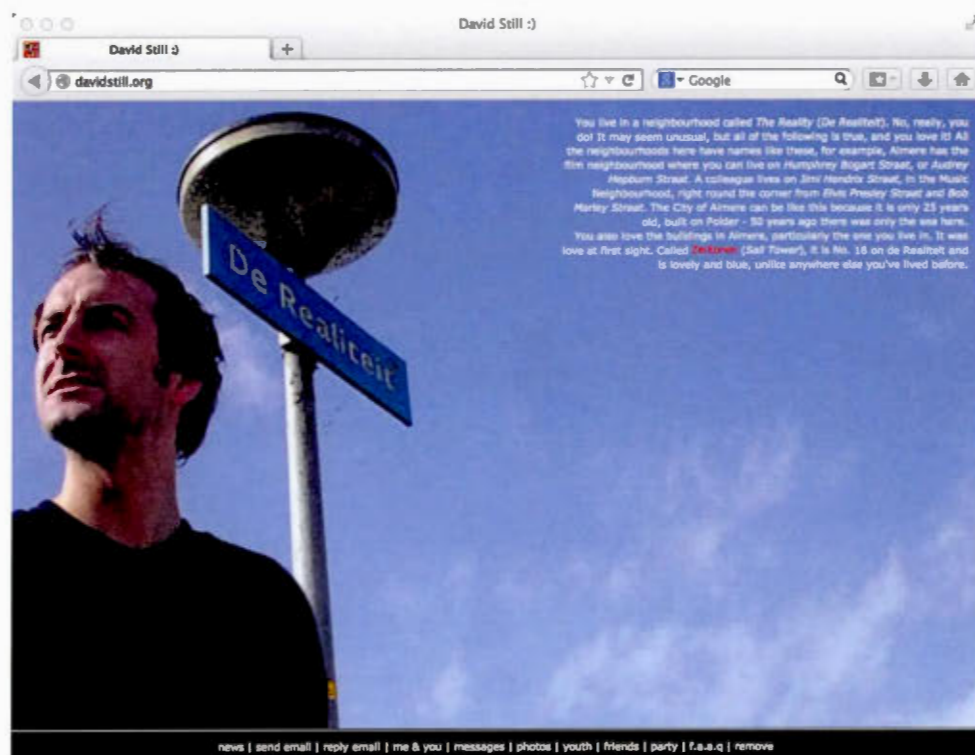 David Still :)
David Still :)
+
davidstill.org
Google
You live in a neighbourhood called The Reality (De Realiteit). No, really, you
do! It may seem unusual, but all of the following is true, and you love it! All
the neighbourhoods here have names like these, for example, Almere has the
film neighbourhood where you can live on Humphrey Bogart Straat, or Audrey
Hepburn Straat. A colleague lives on Jimi Hendrix Straat, in the Music
Neighbourhood, right round the corner from Elvis Presley Straat and Bob
Marley Straat. The City of Almere can be like this because it is only 25 years
old, built on Polder - 50 years ago there was only the sea here.
You also love the buildings in Almere, particularly the one you live in. It was
love at first sight. Called (Sail Tower), it is No. 18 on de Realiteit and
is lovely and blue, unlike anywhere else you've lived before.
De Realiteit
news | send email | reply email | me & you | messages | photos | youth | friends | party | f.a.a.q | remove